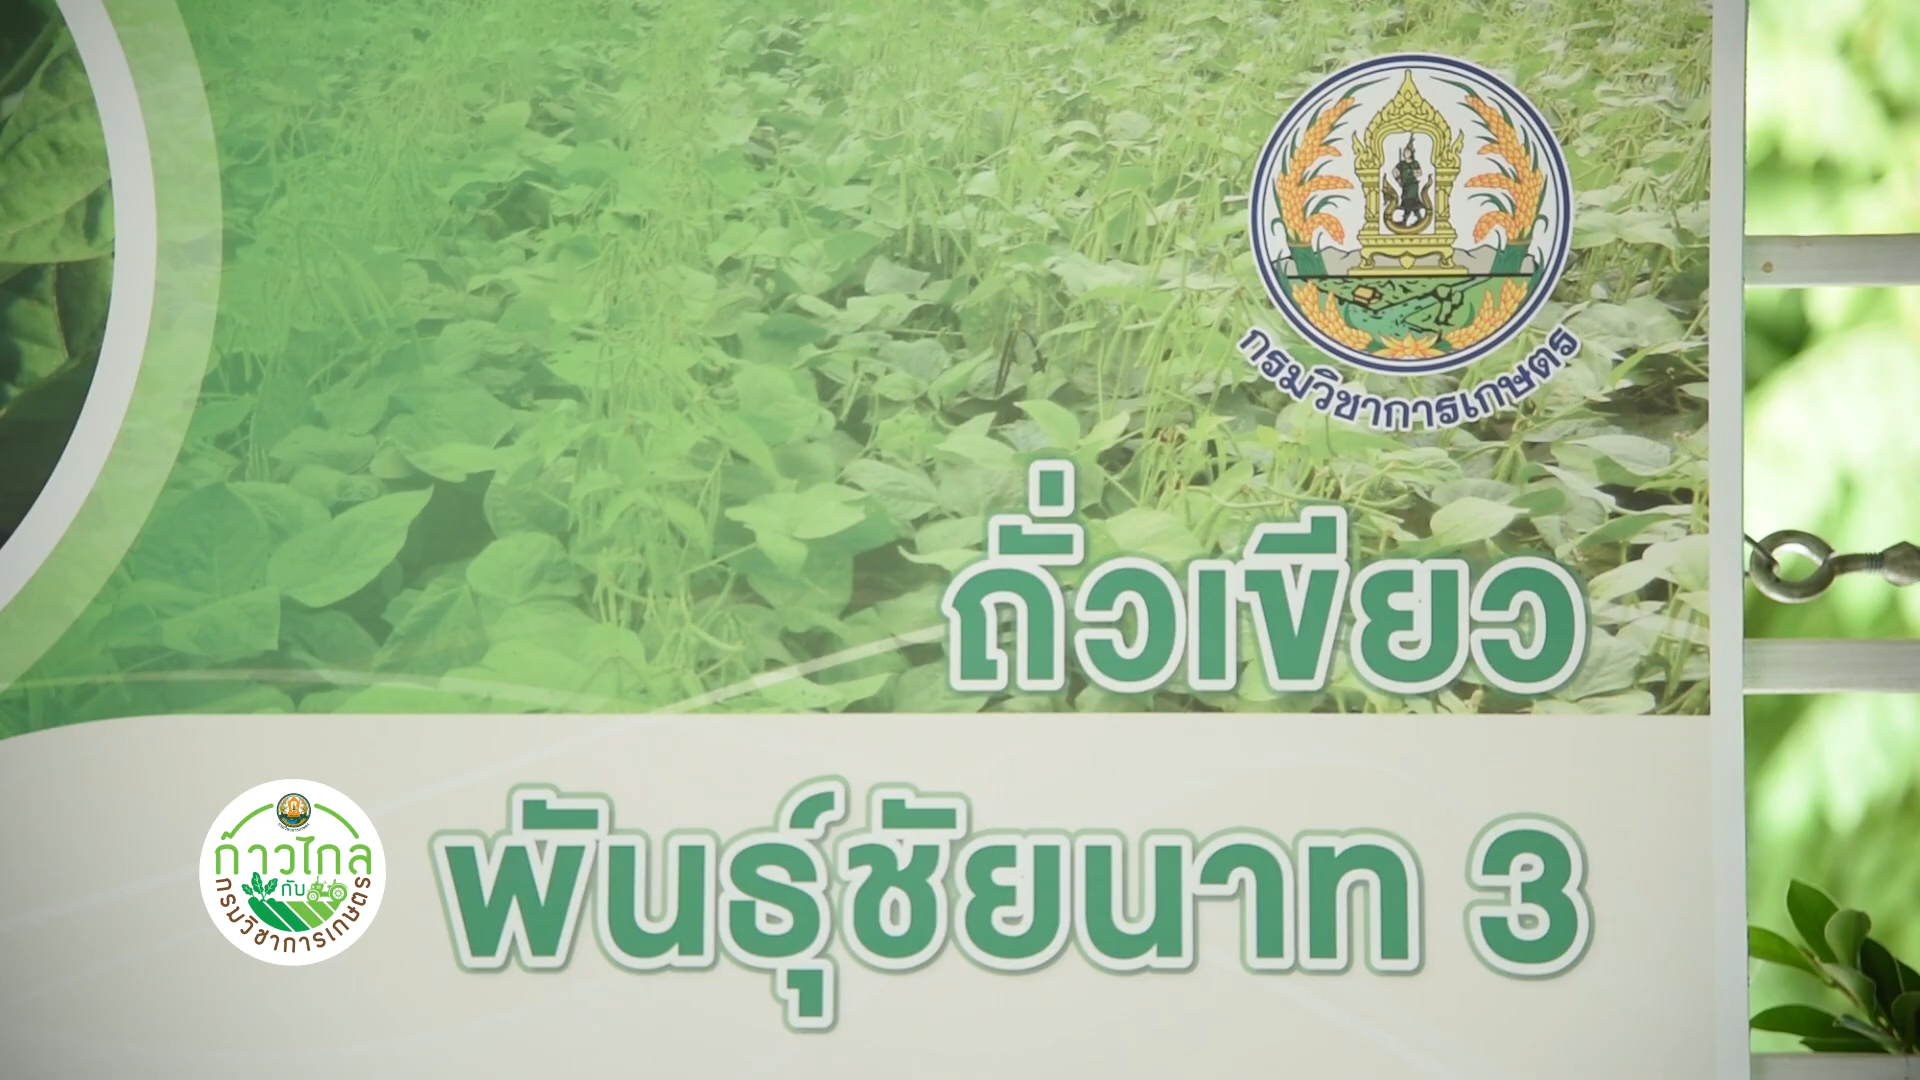 กรมวิชาการเกษตร
ถั่วเขียว
พันธุ์ชัยนาท 3
ก้าวไกล
กับ
กรมวิชาการเกษตร